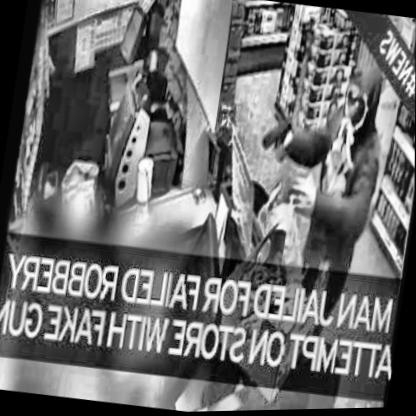 #NEWS
MAN JAILED FOR FAILED ROBBERY
ATTEMPT ON STORE WITH FAKE GUN